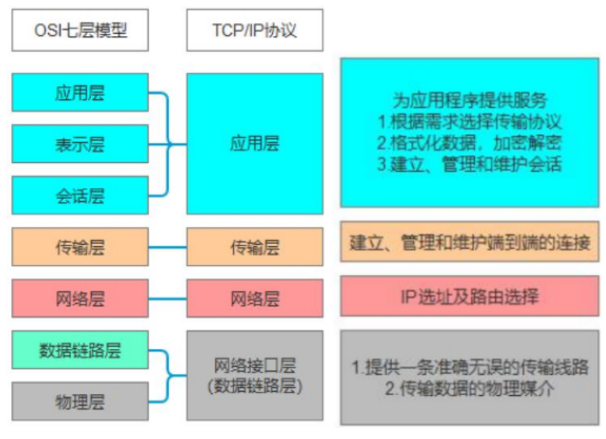 OSI七层模型
TCP/IP协议
应用层
表示层
会话层
应用层
为应用程序提供服务
1.根据需求选择传输协议
2.格式化数据，加密解密
3.建立、管理和维护会话
传输层
传输层
建立、管理和维护端到端的连接
网络层
网络层
IP选址及路由选择
数据链路层
物理层
网络接口层
(数据链路层)
1.提供一条准确无误的传输线路
2.传输数据的物理媒介